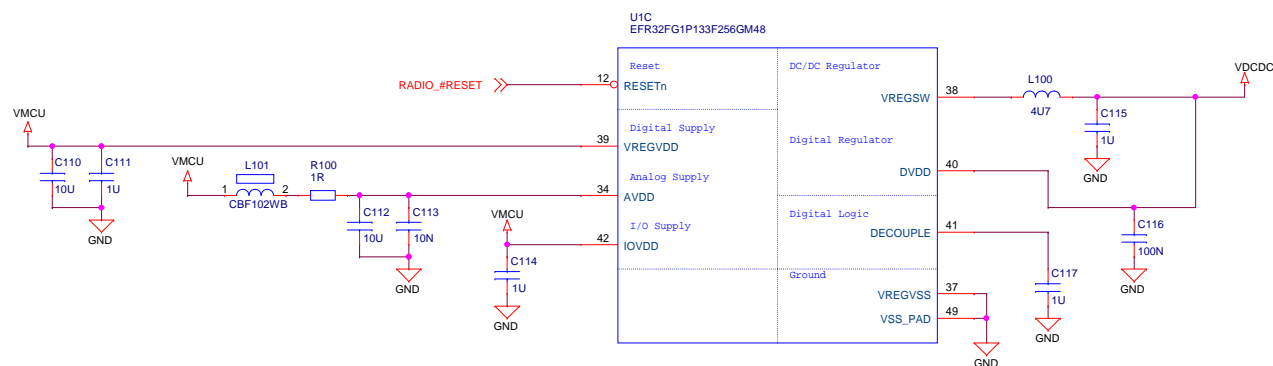 U1C
EFR32FG1P133F256GM48
Reset
DC/DC Regulator
VDCDC
RADIO_#RESET
12
RESETn
VREGSW
38
L100
4U7
C115
1U
GND
VMCU
Digital Supply
39
VREGVDD
Digital Regulator
C110
10U
C111
1U
GND
VMCU
L101
1
2
CBF102WB
R100
1R
Analog Supply
34
AVDD
DVDD
40
C112
10U
C113
10N
GND
VMCU
I/O Supply
42
IOVDD
C114
1U
GND
Digital Logic
DECOUPLE
41
C116
100N
GND
C117
1U
GND
Ground
VREGVSS
37
VSS_PAD
49
GND